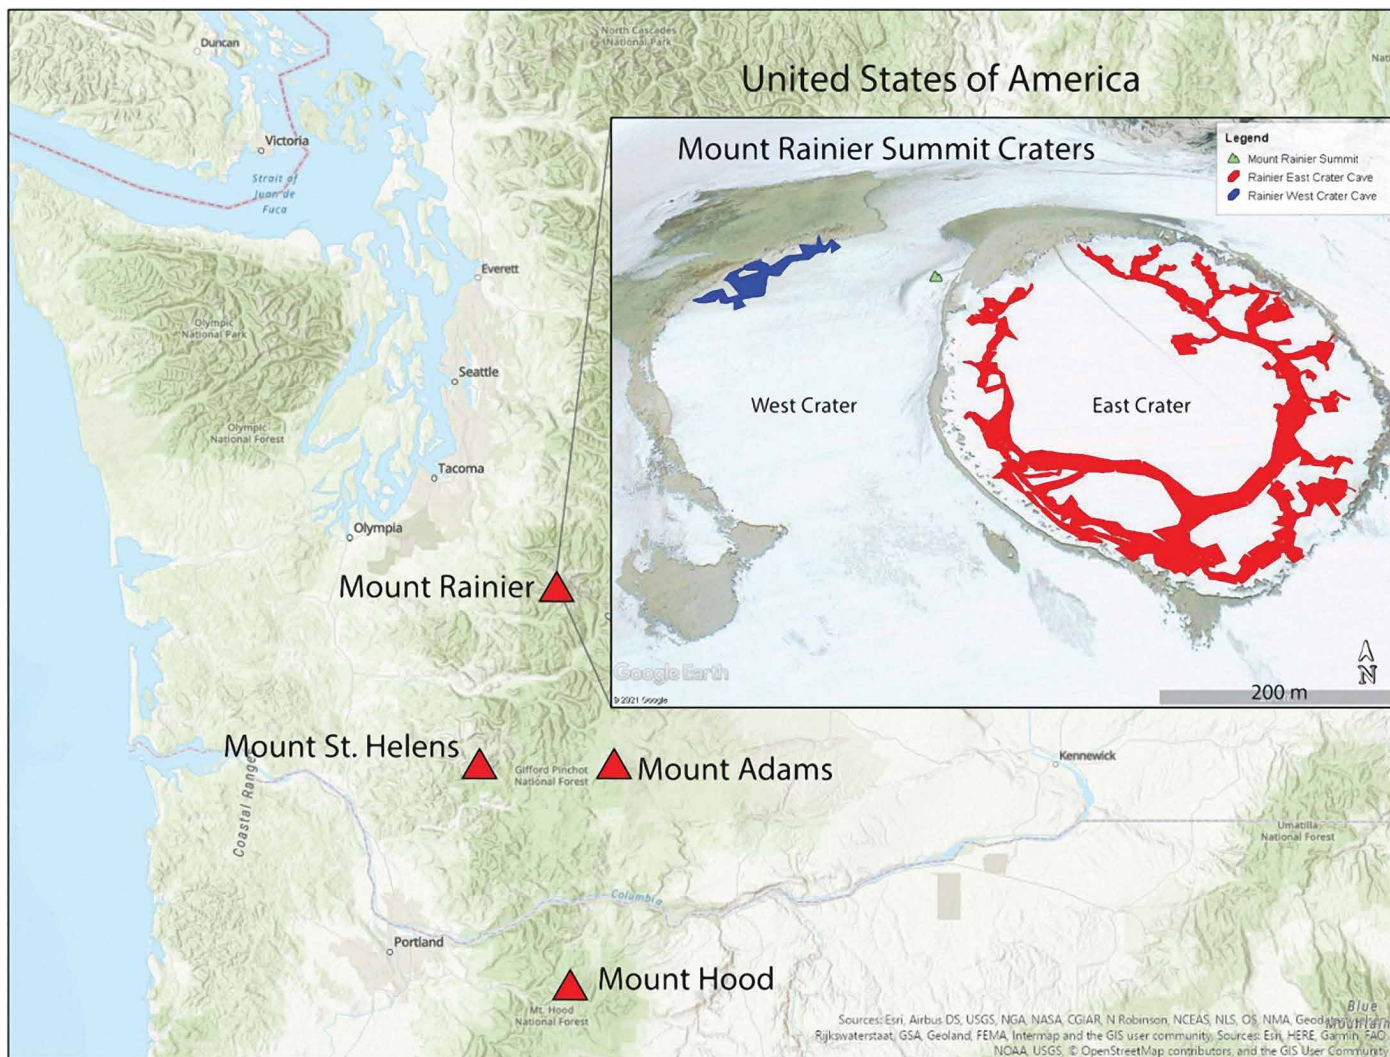 Duncan
North Cascades
National Park
United States of America
Victoria
Strait of
Juan de
Fuca
Mount Rainier Summit Craters
Legend
Mount Rainier Summit
Rainier East Crater Cave
Rainier West Crater Cave
Everett
Olympic
National Park
Seattle
West Crater
East Crater
Olympic
National Forest
Tacoma
Olympia
Mount Rainier
Google Earth
© 2021 Google
N
200 m
Mount St. Helens
Gifford Pinchot
National Forest
Mount Adams
Kennewick
Coastal Range
Umatilla
National Forest
Columbia
Portland
Mount Hood
Mt. Hood
National Forest
Blue
Mountain
Sources: Esri, Airbus DS, USGS, NGA, NASA, CGIAR, N Robinson, NCEAS, NLS, OS, NMA,
Rijkswaterstaat, GSA, Geoland, FEMA, Intermap and the GIS user community, Sources: Esri, HERE, Garmin, FAO,
NOAA, USGS, © OpenStreetMap contributors, and the GIS User